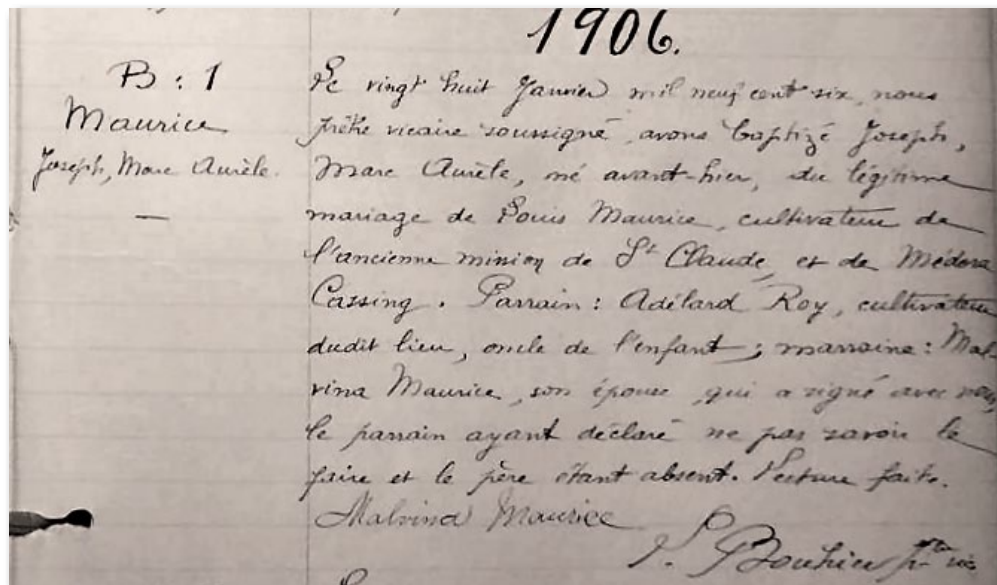 1906.
B : 1
Maurice
Joseph, Marc Aurèle.
—
Le vingt huit Janvier mil neuf cent six, nous
prêtre vicaire soussigné, avons baptizé Joseph,
Marc Aurèle, né avant-hier, du légitime
mariage de Louis Maurice, cultivateur de
l'ancienne mission de St Claude, et de Médora
Cassing. Parrain : Adélard Roy, cultivateur
dudit lieu, oncle de l'enfant ; marraine : Mal-
vina Maurice, son épouse, qui a signé avec nous,
le parrain ayant déclaré ne pas savoir le
faire et le père étant absent. Lecture faite.
Malvina Maurice
Bouhier ptre vic